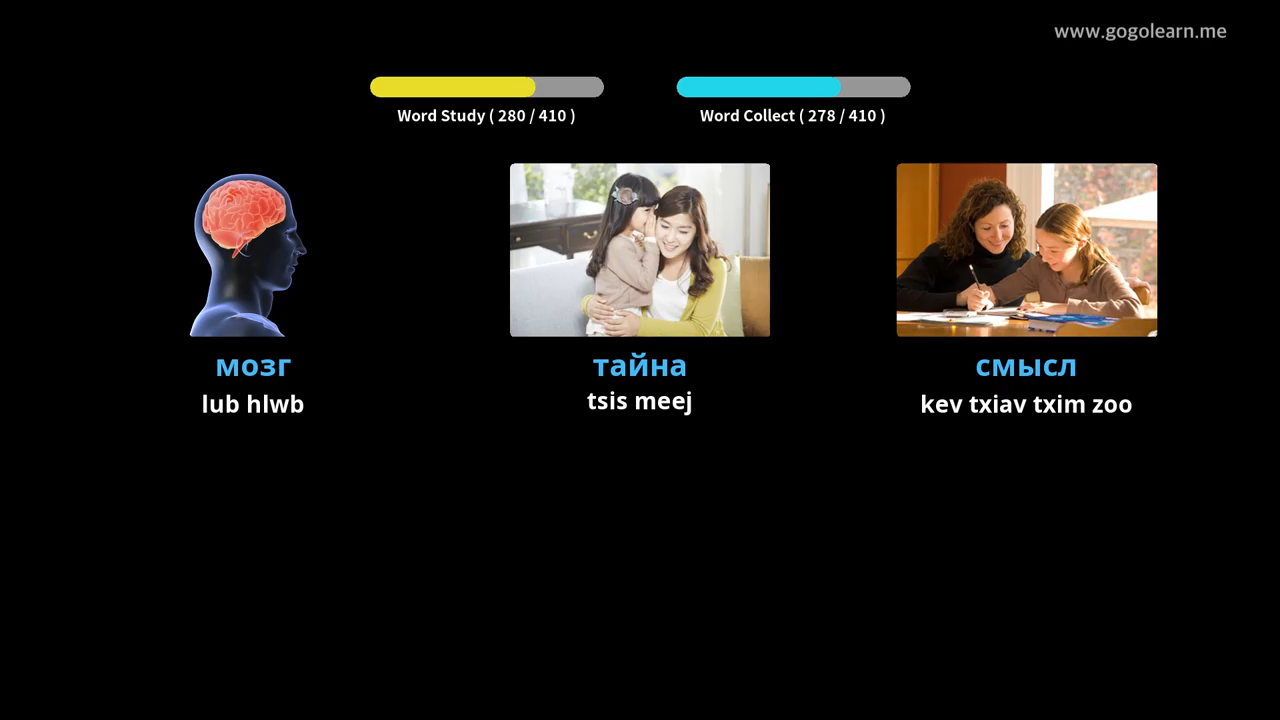 www.gogolearn.me
Word Study ( 280 / 410 )
Word Collect ( 278 / 410 )
мозг
тайна
смысл
lub hlwb
tsis meej
kev txiav txim zoo